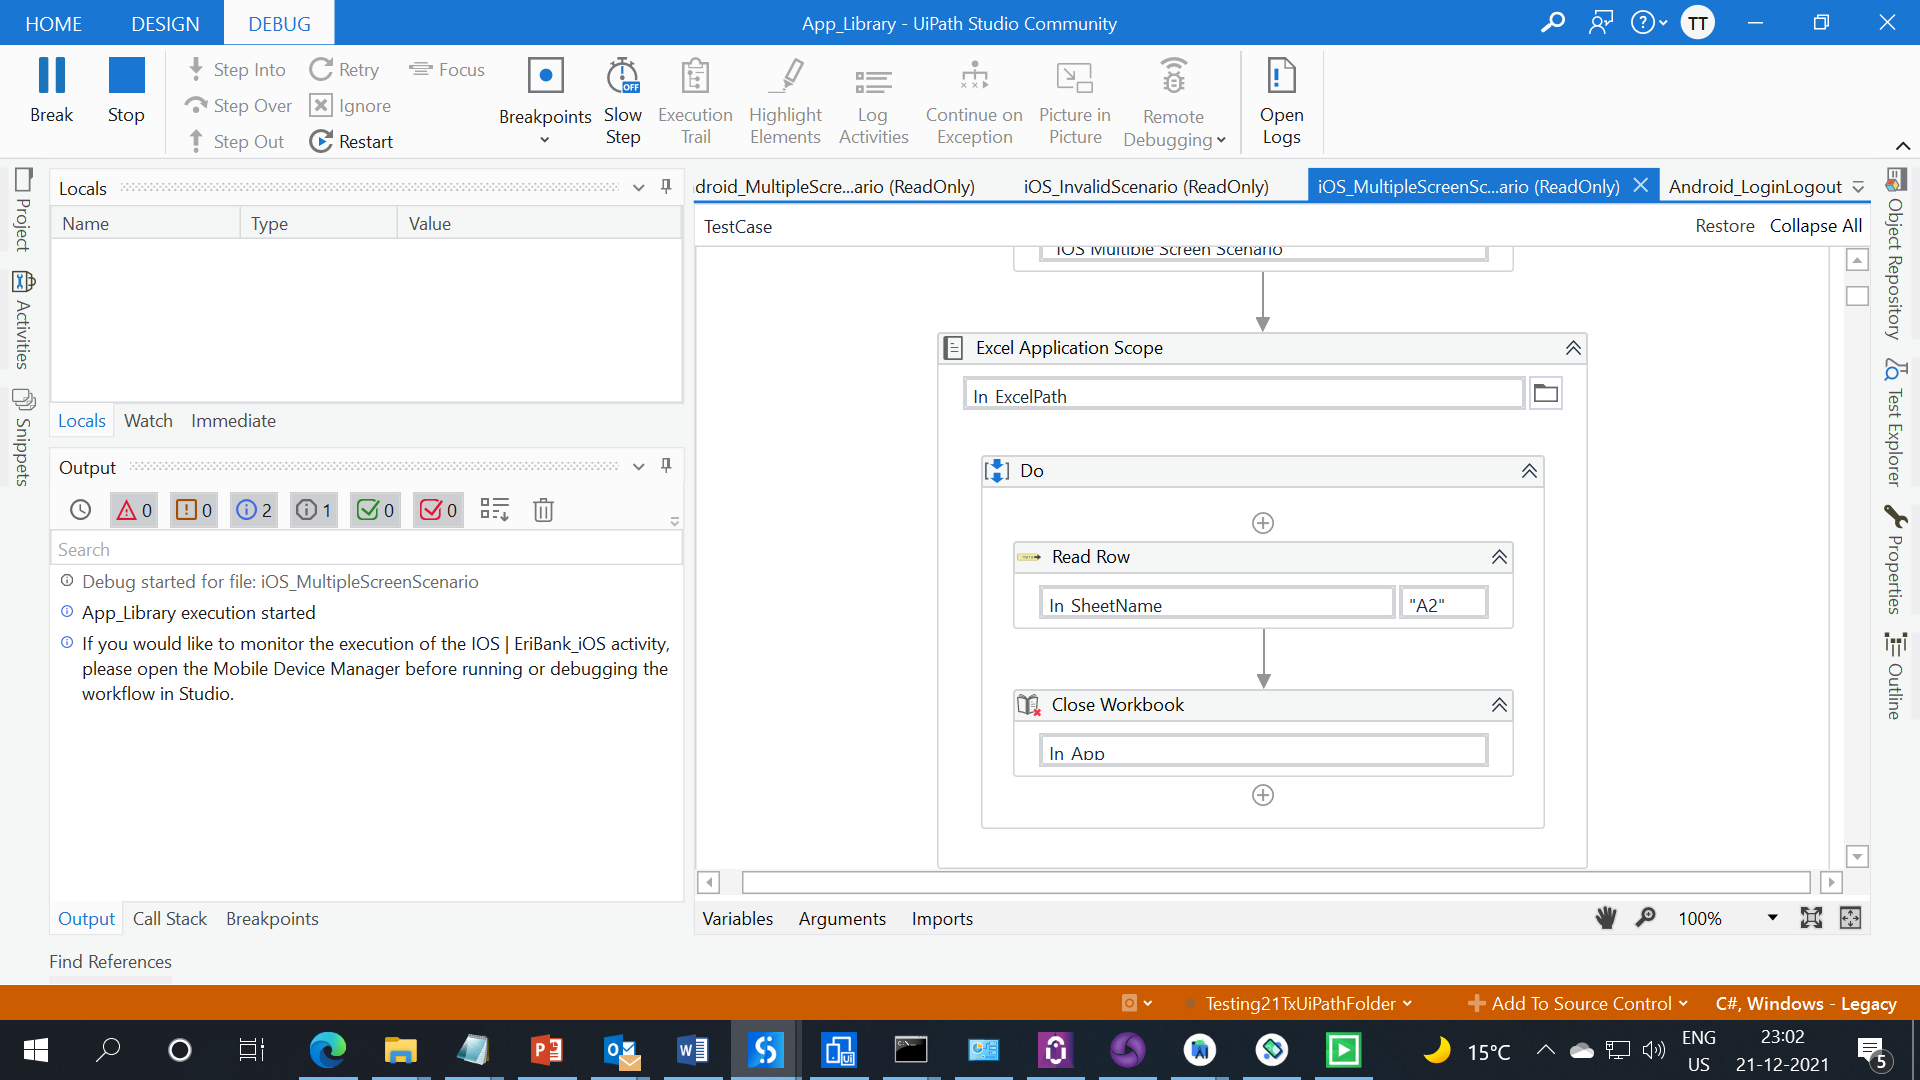 HOME
DESIGN
DEBUG
App_Library - UiPath Studio Community
TT
Break
Stop
Step Into
Step Over
Step Out
Retry
Ignore
Restart
Focus
Breakpoints
Slow
Step
OFF
Execution
Trail
Highlight
Elements
Log
Activities
Continue on
Exception
Picture in
Picture
Remote
Debugging
Open
Logs
Project
Activities
Snippets
Locals
Name
Type
Value
Locals
Watch
Immediate
Output
0
0
2
1
0
0
Search
Debug started for file: iOS_MultipleScreenScenario
App_Library execution started
If you would like to monitor the execution of the IOS | EriBank_iOS activity,
please open the Mobile Device Manager before running or debugging the
workflow in Studio.
Output
Call Stack
Breakpoints
Find References
droid_MultipleScre...ario (ReadOnly)
iOS_InvalidScenario (ReadOnly)
iOS_MultipleScreenSc...ario (ReadOnly)
Android_LoginLogout
TestCase
Restore
Collapse All
iOS Multiple Screen Scenario
Excel Application Scope
In_ExcelPath
Do
Read Row
In_SheetName
"A2"
Close Workbook
In_App
Variables
Arguments
Imports
100%
Object Repository
Test Explorer
Properties
Outline
Testing21TxUiPathFolder
Add To Source Control
C#, Windows - Legacy
15°C
ENG
US
23:02
21-12-2021
5